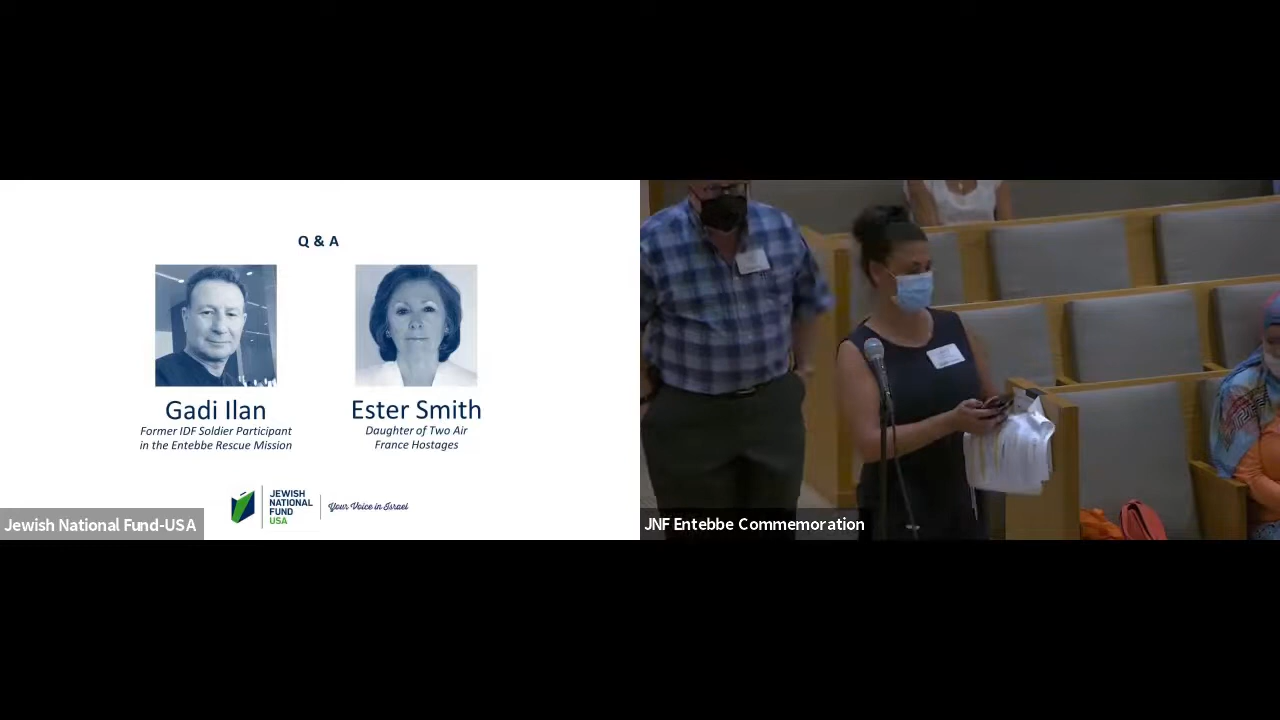 Q & A
Gadi Ilan
Former IDF Soldier Participant
in the Entebbe Rescue Mission
Ester Smith
Daughter of Two Air
France Hostages
JEWISH
NATIONAL
FUND
USA
Your Voice in Israel
Jewish National Fund-USA
JNF Entebbe Commemoration